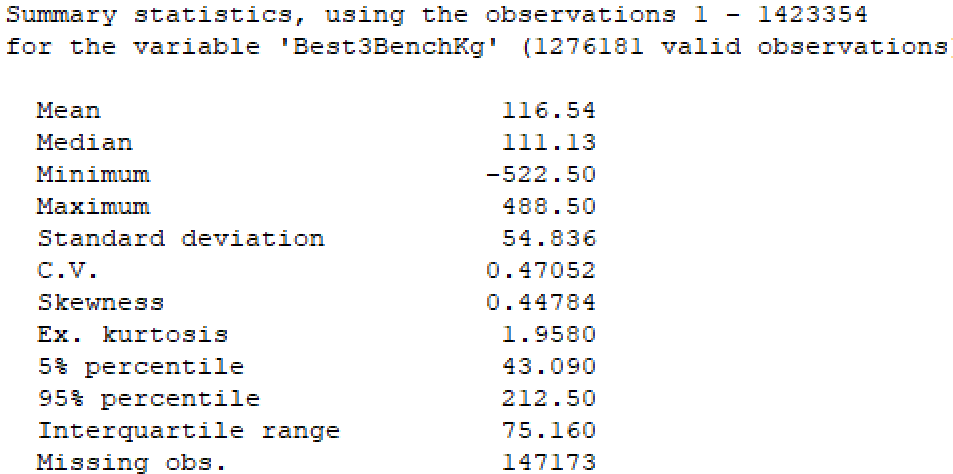 Summary statistics, using the observations 1 - 1423354
for the variable 'Best3BenchKg' (1276181 valid observations)
Mean 116.54
Median 111.13
Minimum -522.50
Maximum 488.50
Standard deviation 54.836
C.V. 0.47052
Skewness 0.44784
Ex. kurtosis 1.9580
5% percentile 43.090
95% percentile 212.50
Interquartile range 75.160
Missing obs. 147173